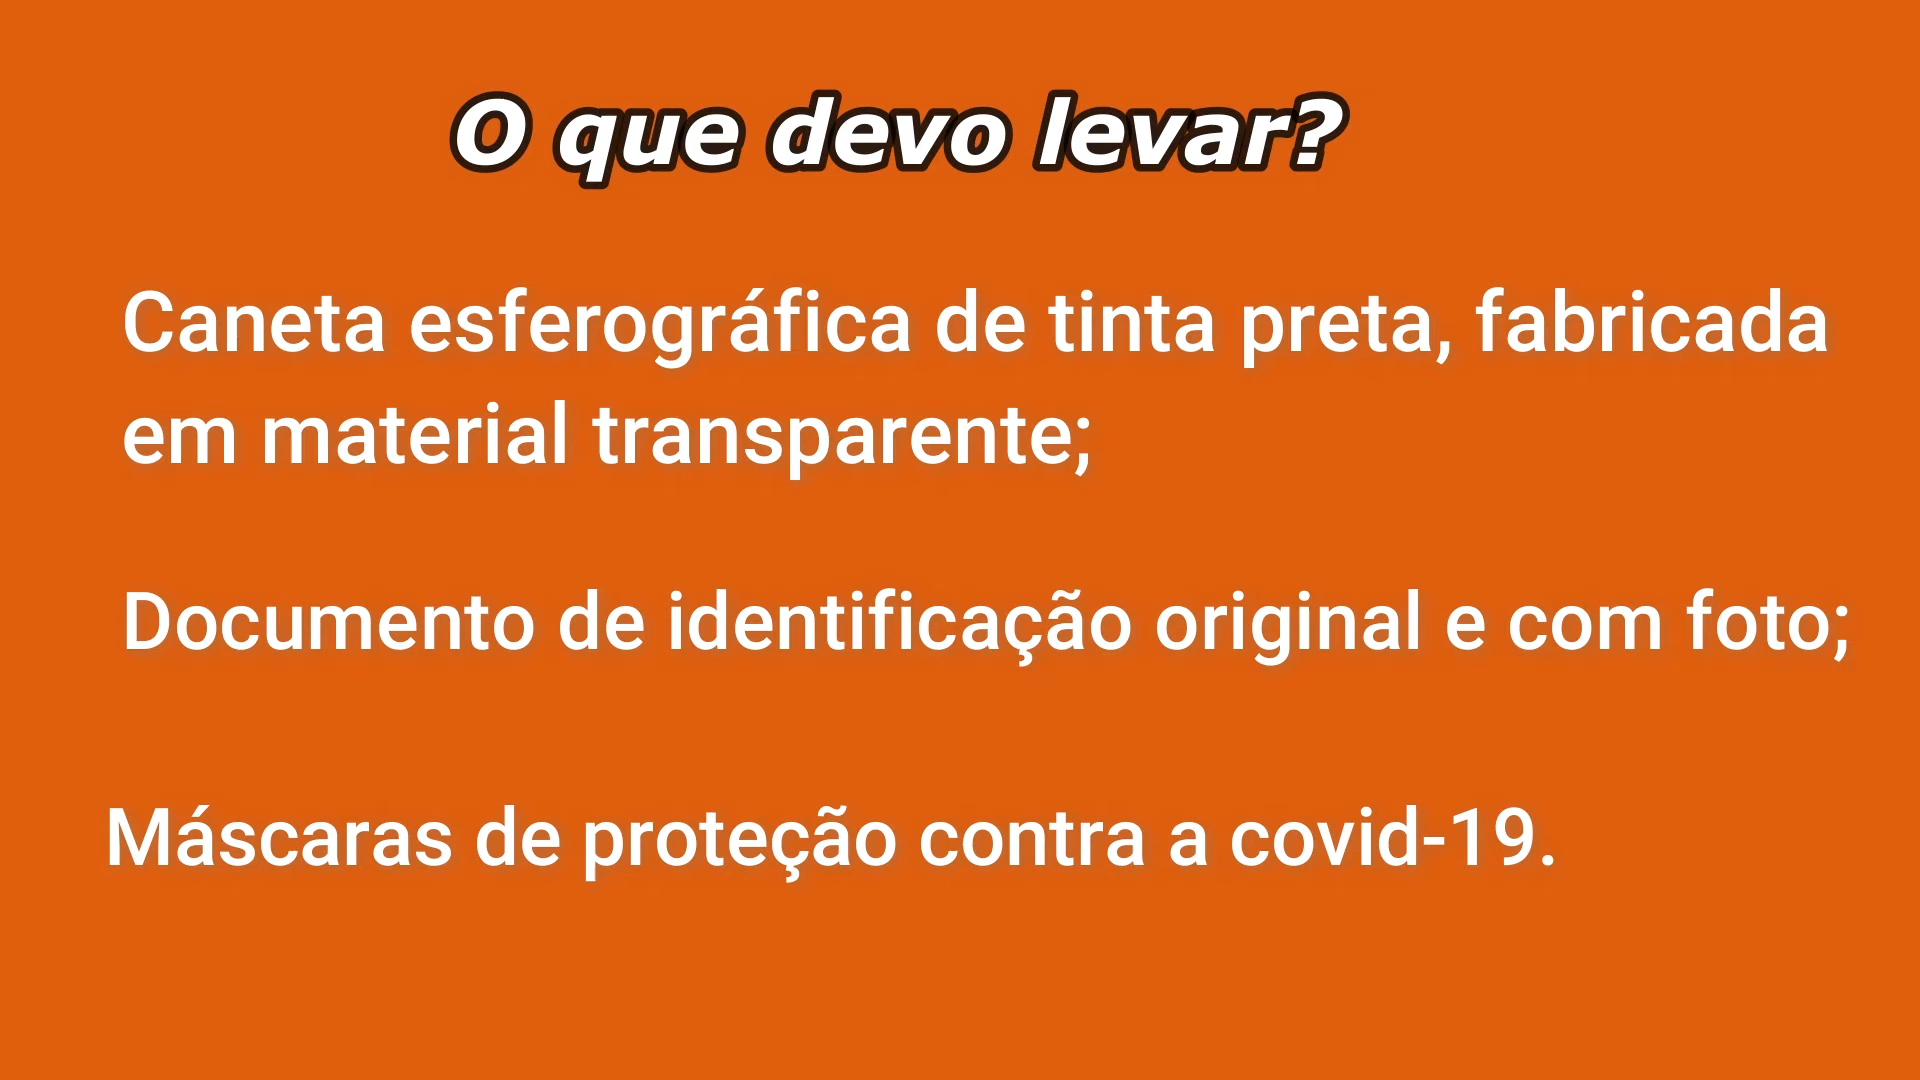 O que devo levar?
Caneta esferográfica de tinta preta, fabricada
em material transparente;
Documento de identificação original e com foto;
Máscaras de proteção contra a covid-19.